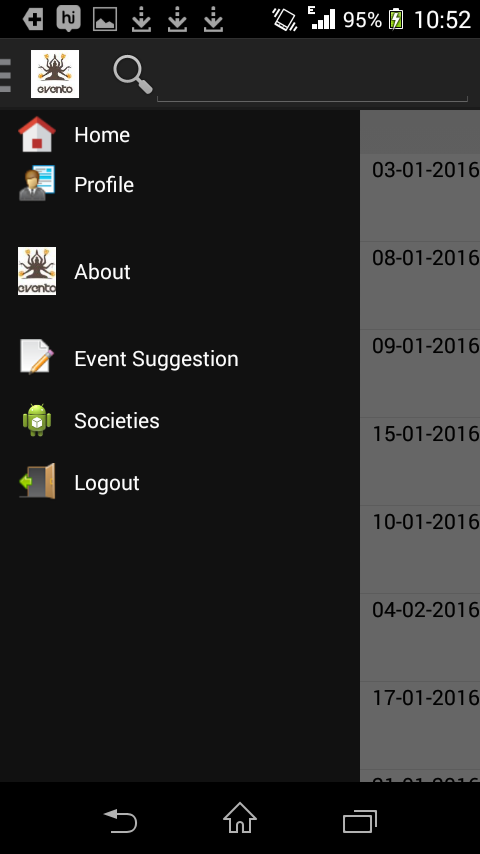 hj E 95% 10:52
evento
Home
03-01-2016
Profile
08-01-2016
evento
About
09-01-2016
Event Suggestion
15-01-2016
Societies
Logout
10-01-2016
04-02-2016
17-01-2016